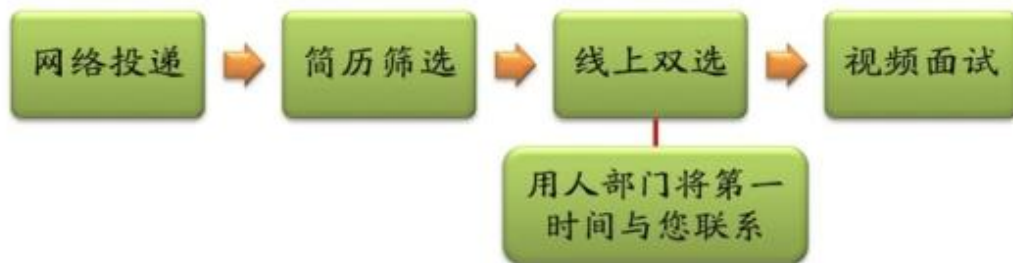 网络投递
简历筛选
线上双选
视频面试
用人部门将第一
时间与您联系